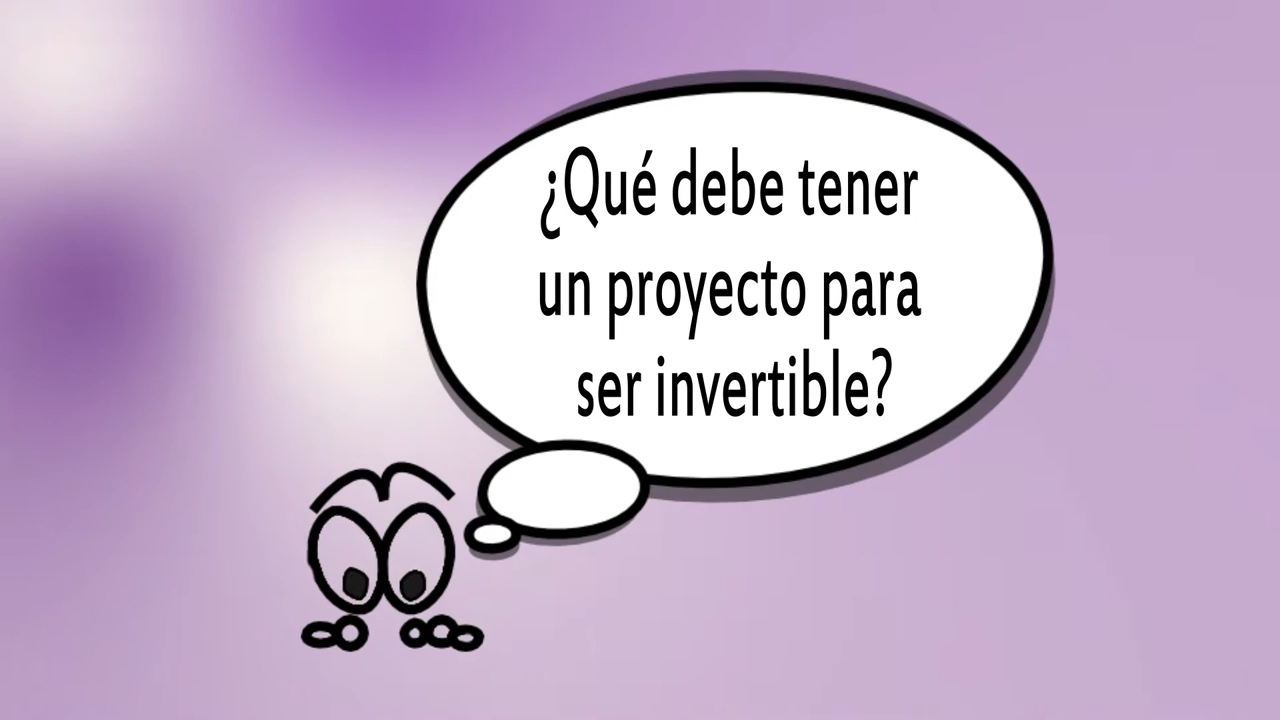 ¿Qué debe tener
un proyecto para
ser invertible?